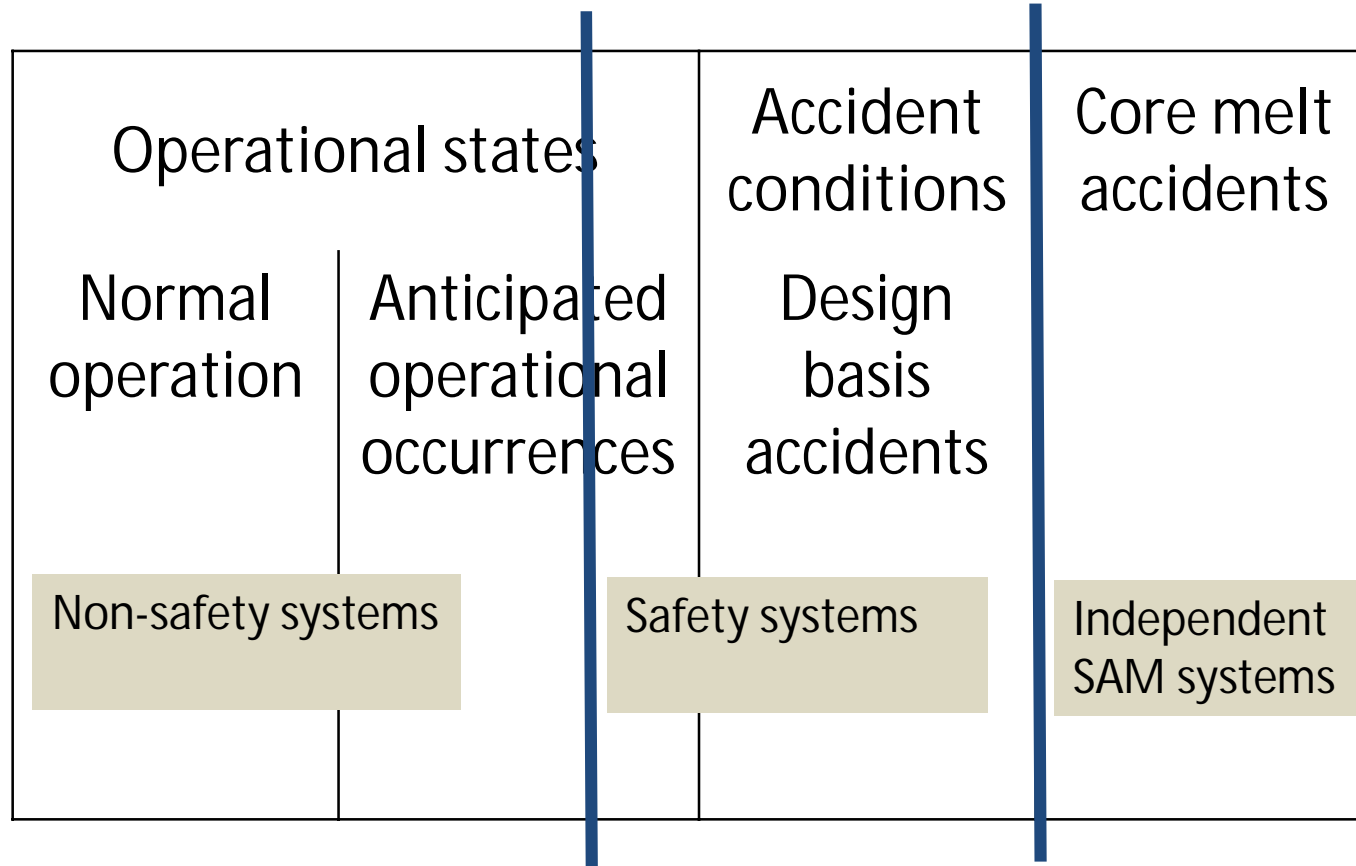 Operational states
Accident
conditions
Core melt
accidents
Normal
operation
Anticipated
operational
occurrences
Design
basis
accidents
Non-safety systems
Safety systems
Independent
SAM systems